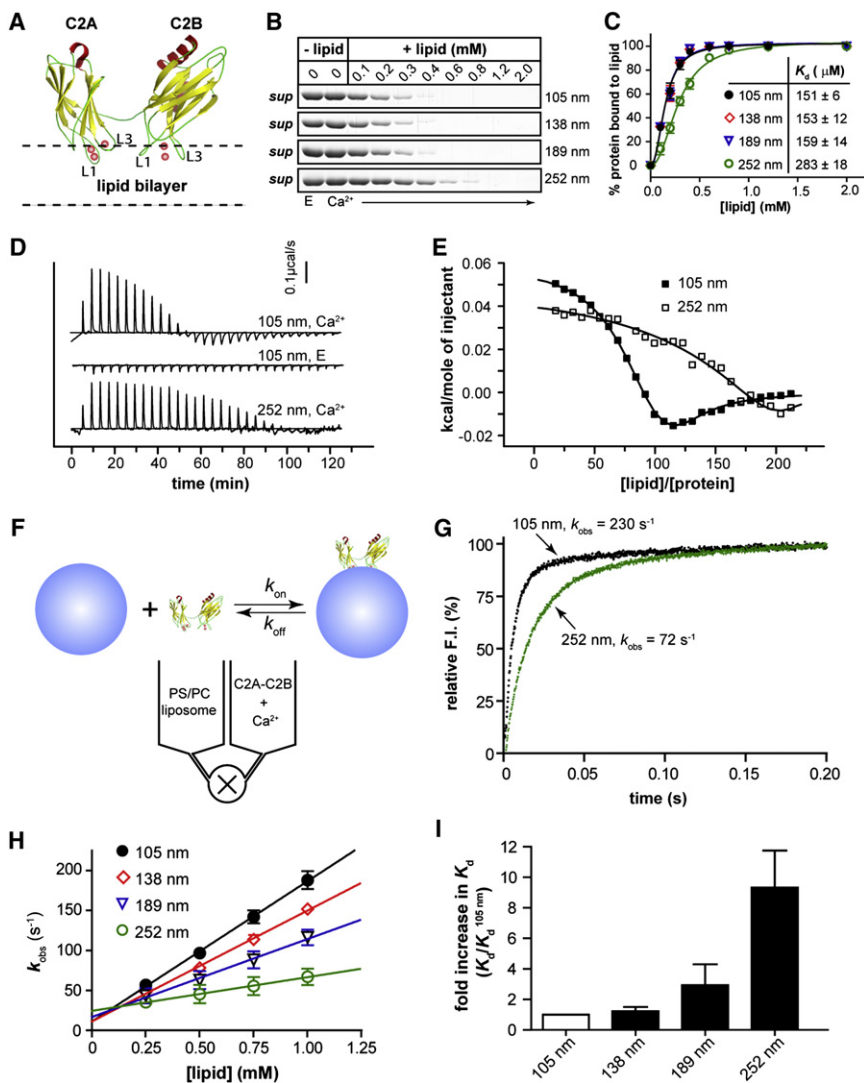 A
C2A
C2B
L3
L1
L1
L3
lipid bilayer
B
- lipid
+ lipid (mM)
0
0
0.1
0.2
0.3
0.4
0.6
0.8
1.2
2.0
sup
105 nm
sup
138 nm
sup
189 nm
sup
252 nm
E
Ca²⁺
C
% protein bound to lipid
100
80
60
40
20
0
Kd ( μM)
105 nm 151 ± 6
138 nm 153 ± 12
189 nm 159 ± 14
252 nm 283 ± 18
0.0 0.6 1.2 1.8
[lipid] (mM)
D
0.1μcal/s
105 nm, Ca²⁺
105 nm, E
252 nm, Ca²⁺
0 20 40 60 80 100 120
time (min)
E
kcal/mole of injectant
0.06
0.04
0.02
0.00
-0.02
105 nm
252 nm
0 50 100 150 200
[lipid]/[protein]
F
+
kon
koff
PS/PC
liposome
C2A-C2B
+
Ca²⁺
G
relative F.I. (%)
100
75
50
25
0
105 nm, kobs = 230 s⁻¹
252 nm, kobs = 72 s⁻¹
0 0.05 0.10 0.15 0.20
time (s)
H
kobs (s⁻¹)
200
150
100
50
0
105 nm
138 nm
189 nm
252 nm
0 0.25 0.50 0.75 1.00 1.25
[lipid] (mM)
I
fold increase in Kd
(Kd/Kd 105 nm)
12
10
8
6
4
2
0
105 nm
138 nm
189 nm
252 nm